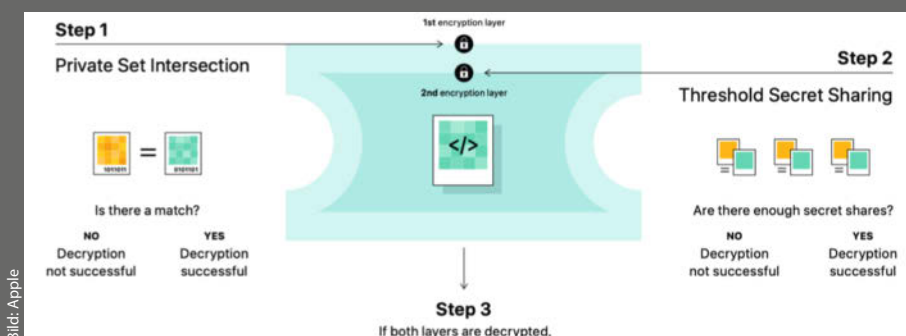 Step 1
Private Set Intersection
1011011
=
0101011
Is there a match?
NO
Decryption
not successful
YES
Decryption
successful
1st encryption layer
2nd encryption layer
</>
Step 2
Threshold Secret Sharing
=
=
=
Are there enough secret shares?
NO
Decryption
not successful
YES
Decryption
successful
Step 3
If both layers are decrypted,
Bild: Apple